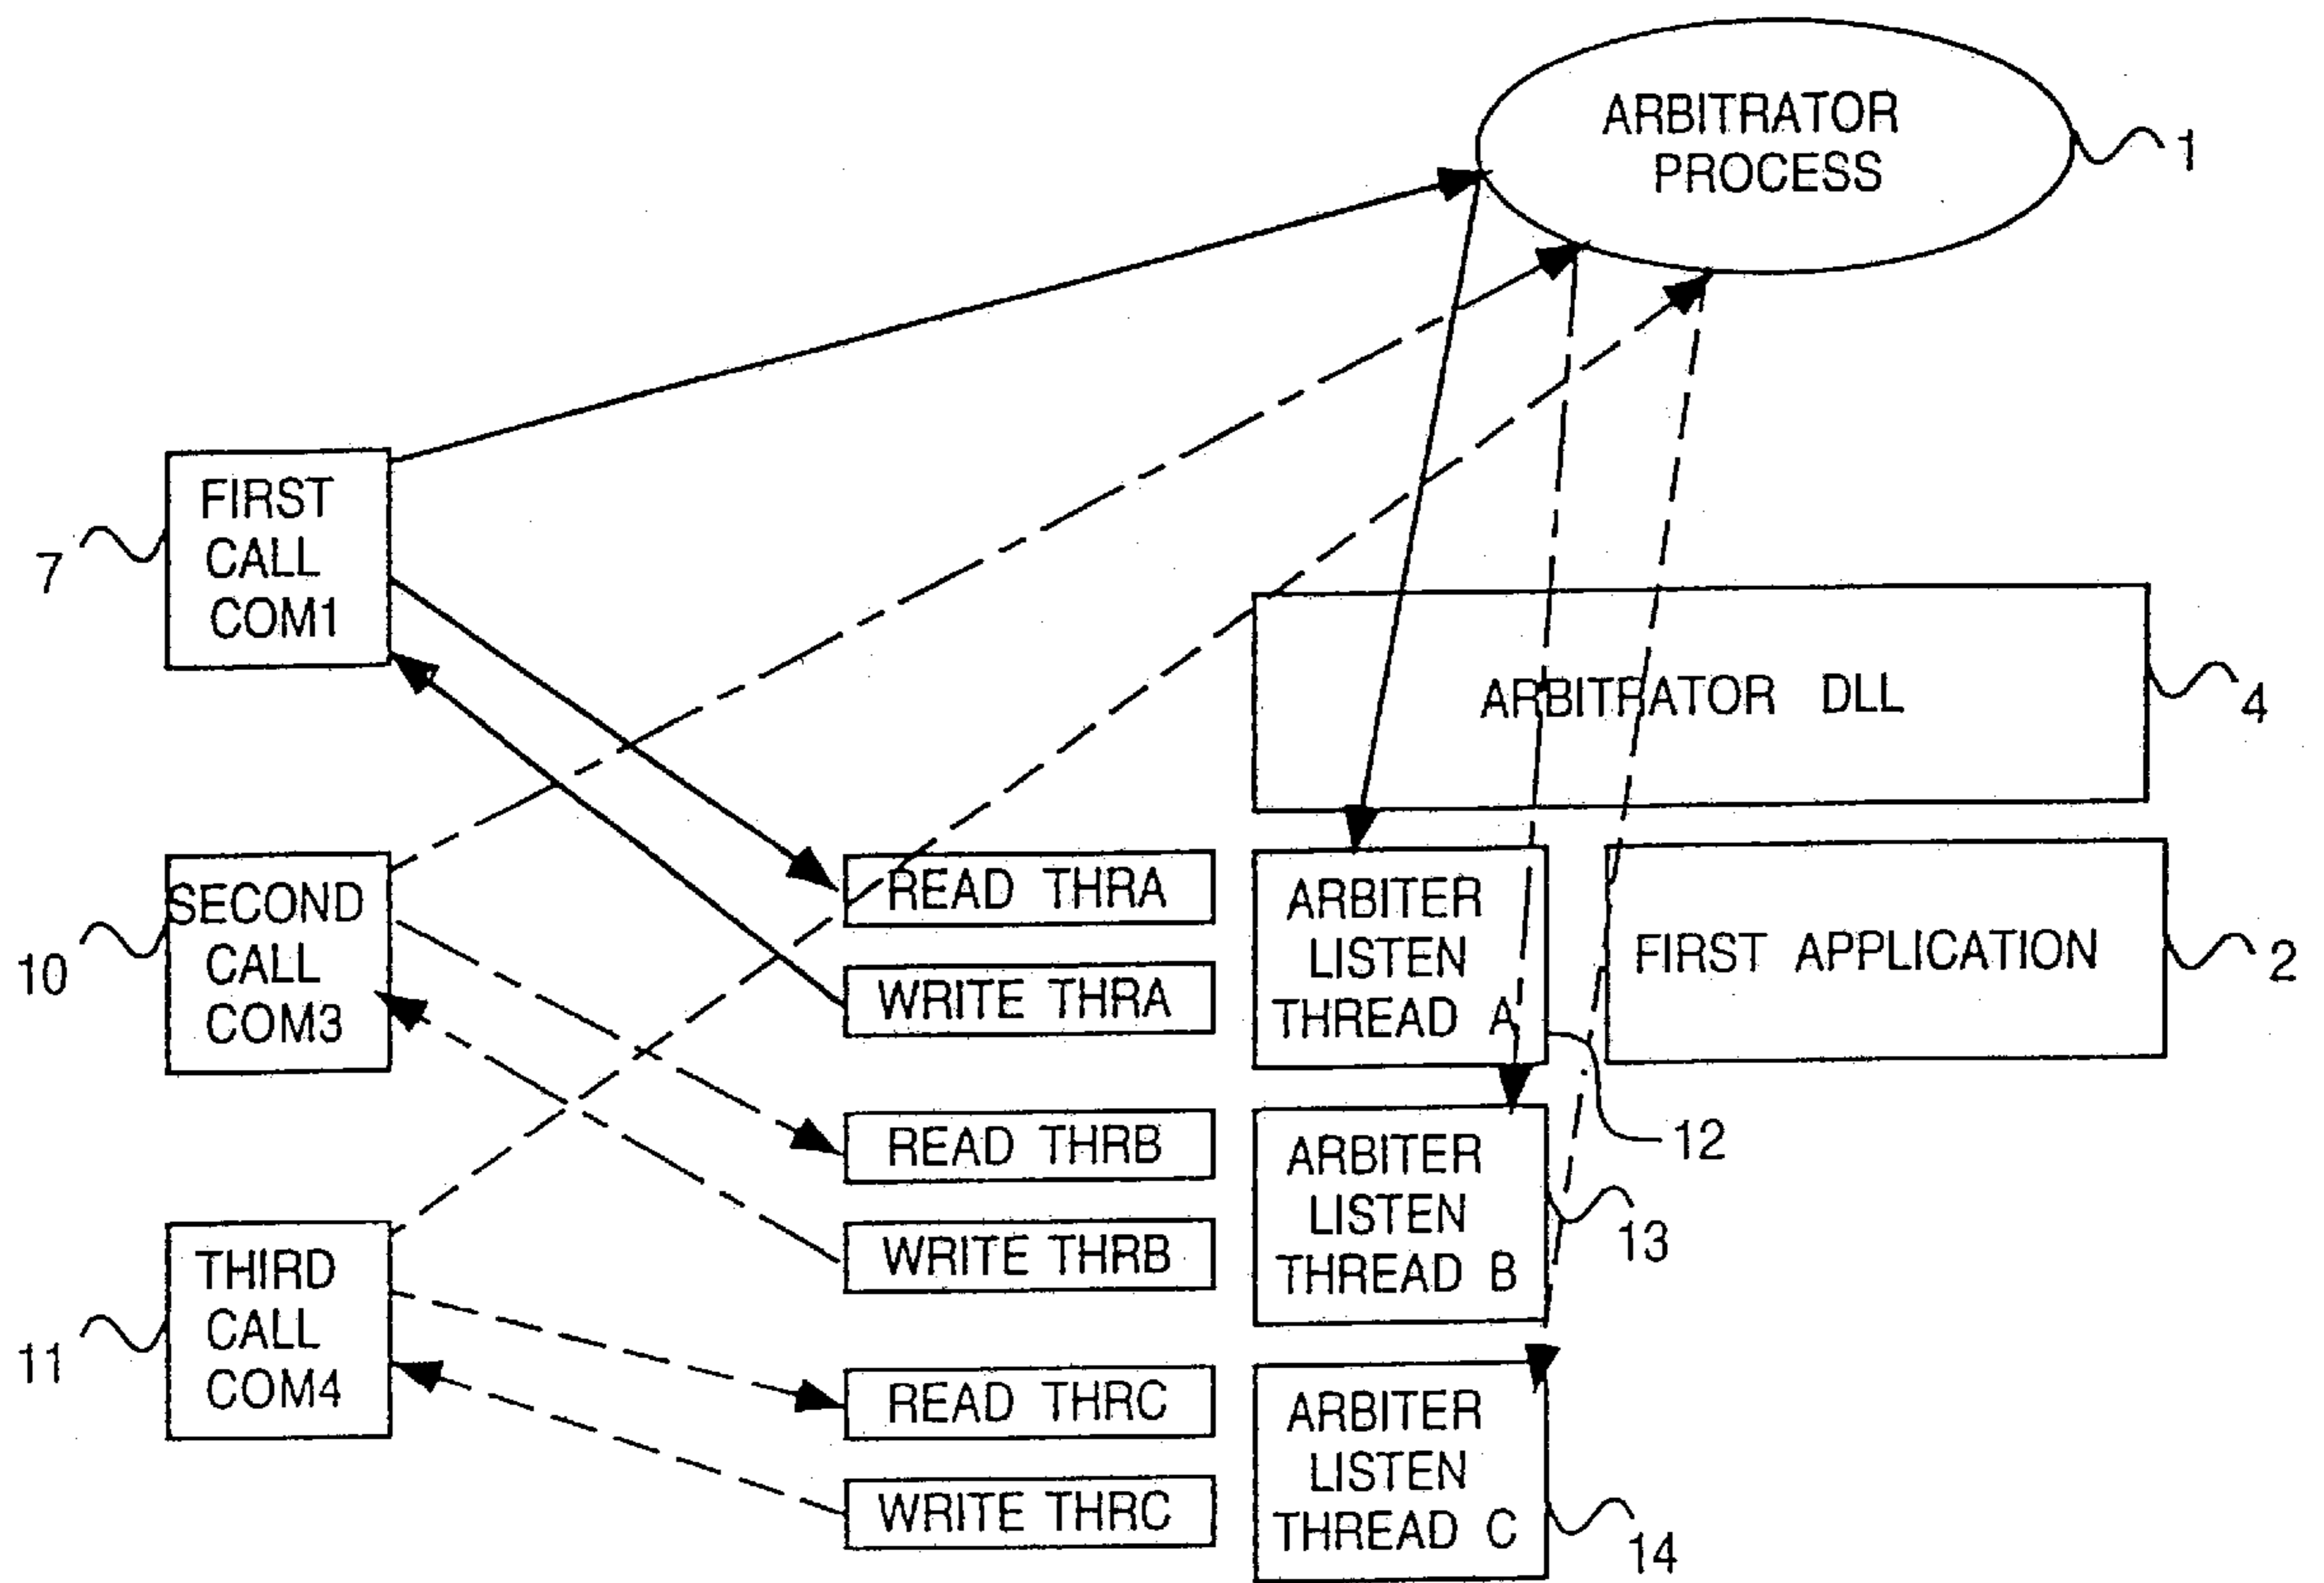 ARBITRATOR
PROCESS
1
FIRST
CALL
COM1
7
ARBITRATOR DLL
4
SECOND
CALL
COM3
10
READ THRA
WRITE THRA
ARBITER
LISTEN
THREAD A
12
FIRST APPLICATION
2
READ THRB
WRITE THRB
ARBITER
LISTEN
THREAD B
13
THIRD
CALL
COM4
11
READ THRC
WRITE THRC
ARBITER
LISTEN
THREAD C
14